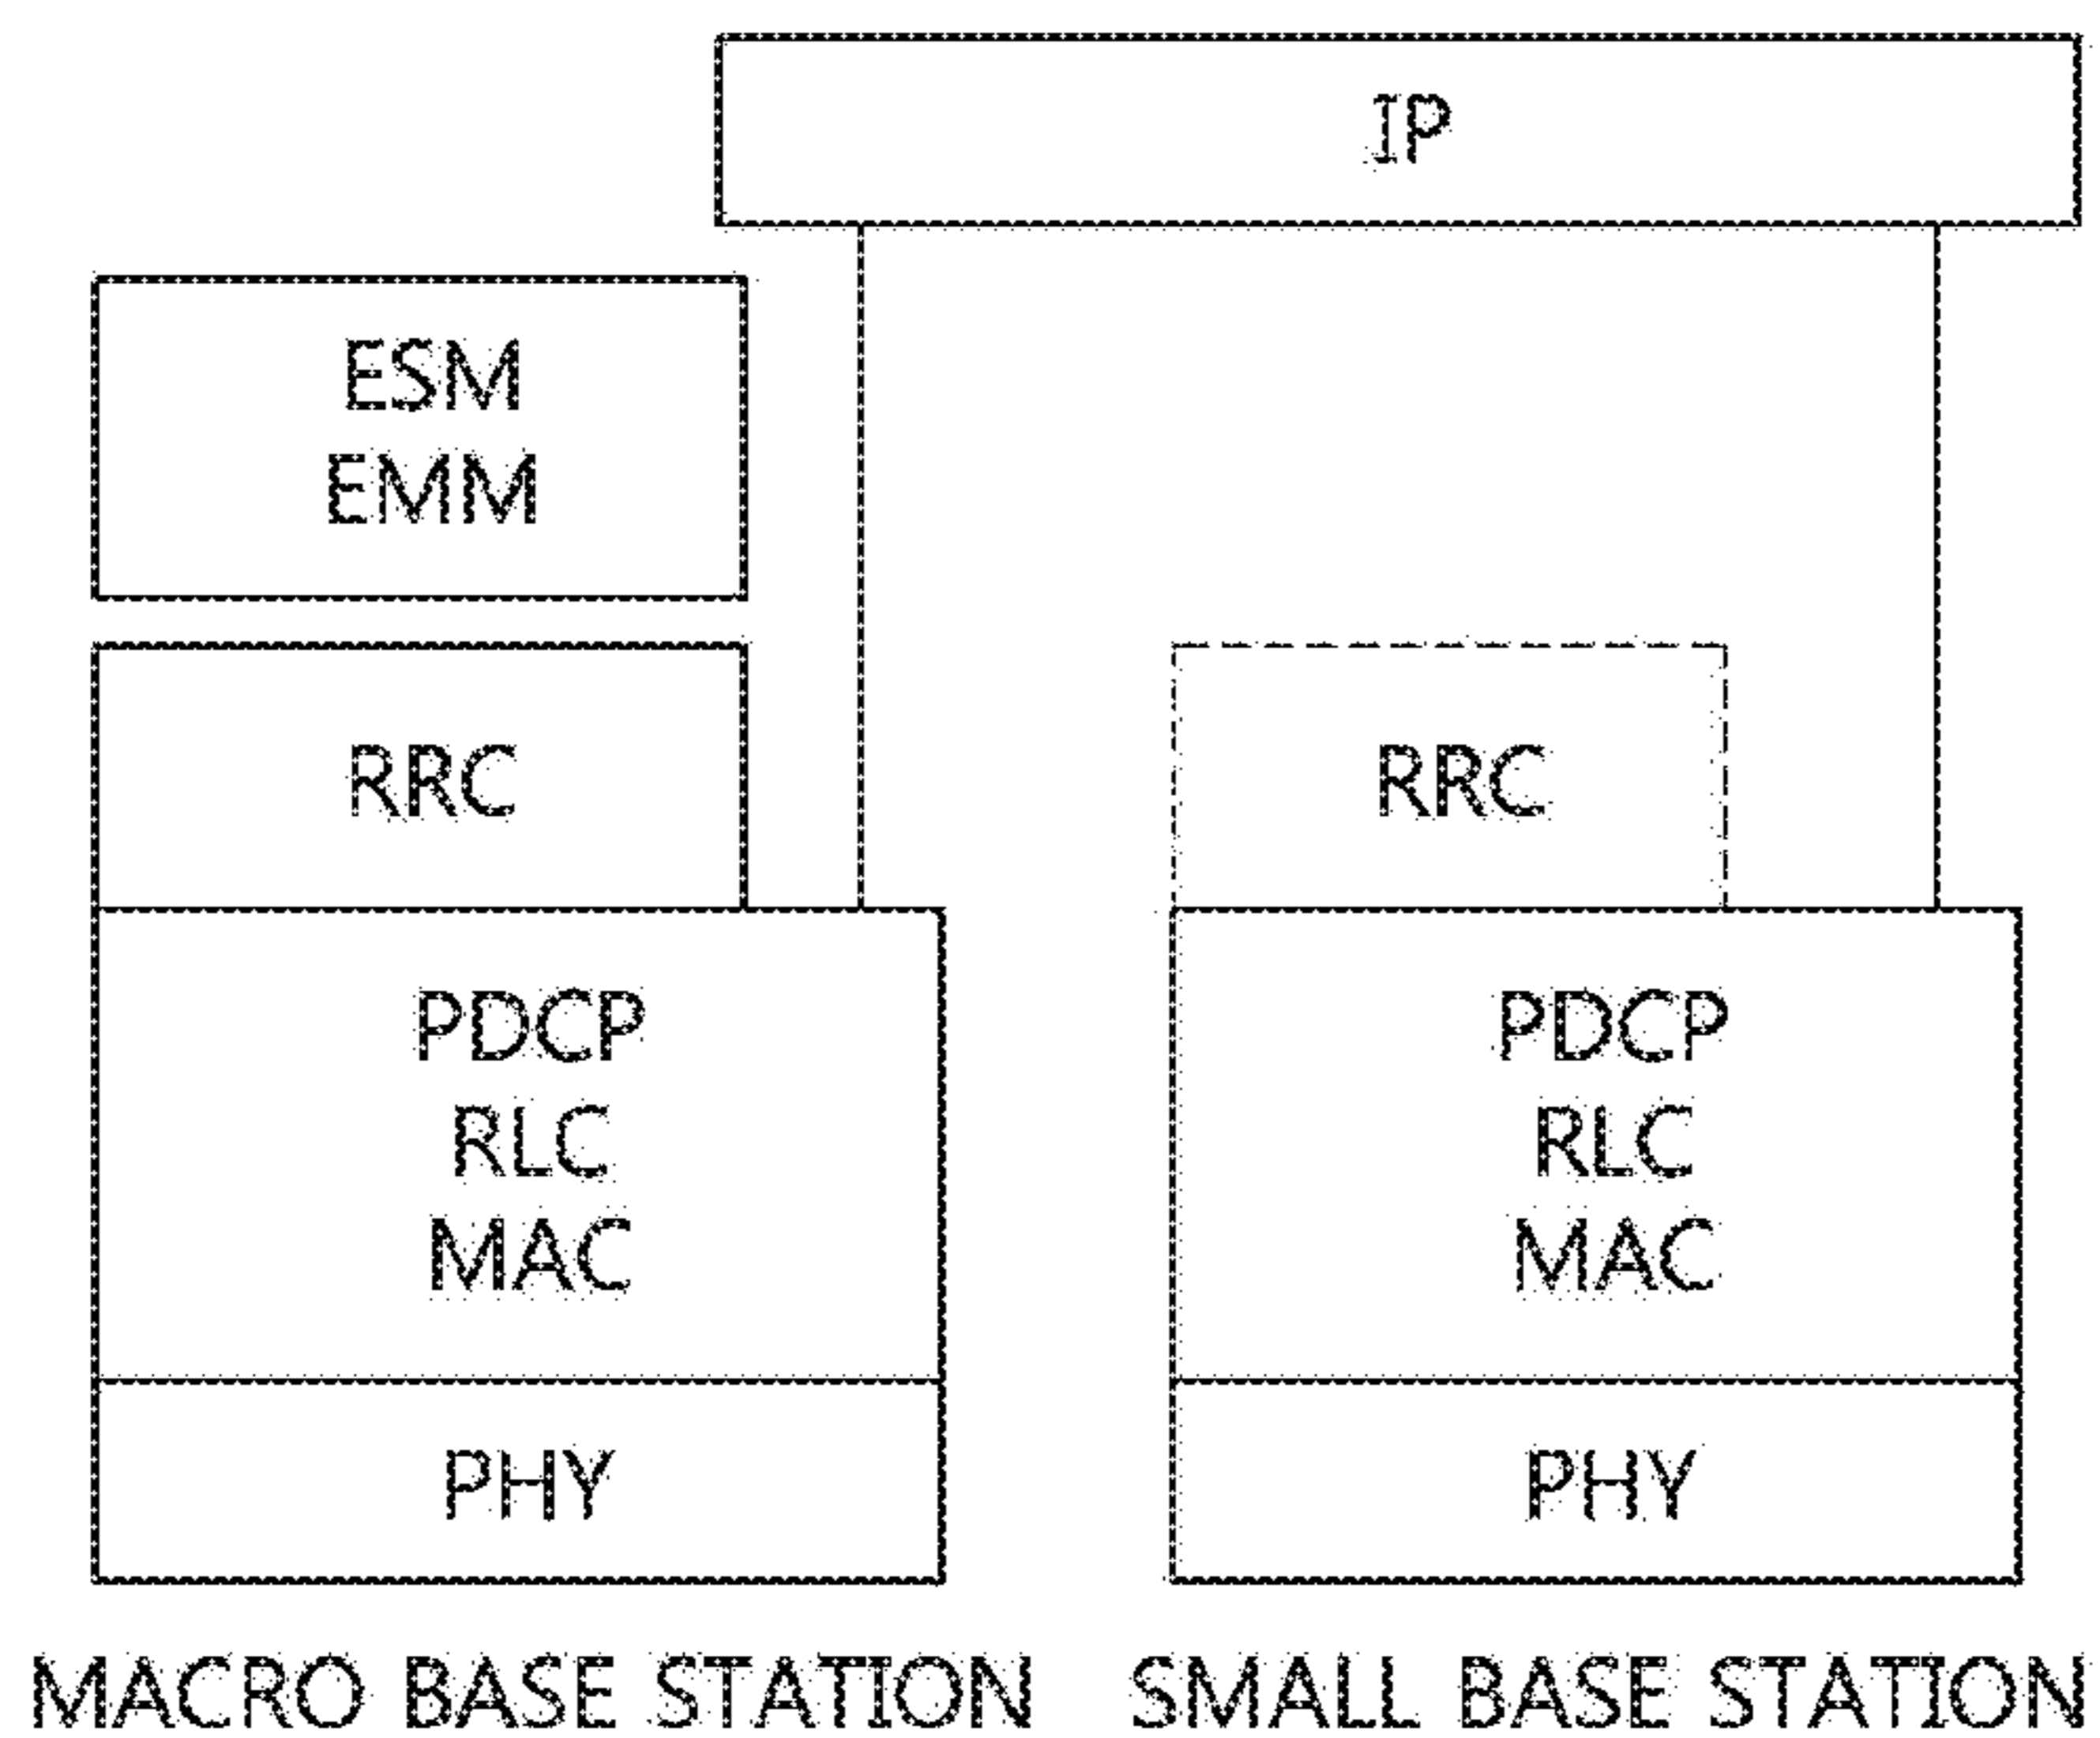 IP
ESM
EMM
RRC
RRC
PDCP
RLC
MAC
PDCP
RLC
MAC
PHY
PHY
MACRO BASE STATION
SMALL BASE STATION